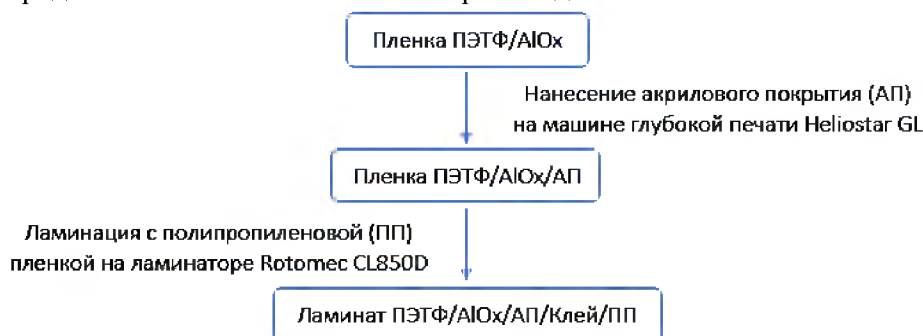 Пленка ПЭТФ/AlOx
Нанесение акрилового покрытия (АП)
на машине глубокой печати Heliostar GL
Пленка ПЭТФ/AlOx/АП
Ламинация с полипропиленовой (ПП)
пленкой на ламинаторе Rotomec CL850D
Ламинат ПЭТФ/AlOx/АП/Клей/ПП